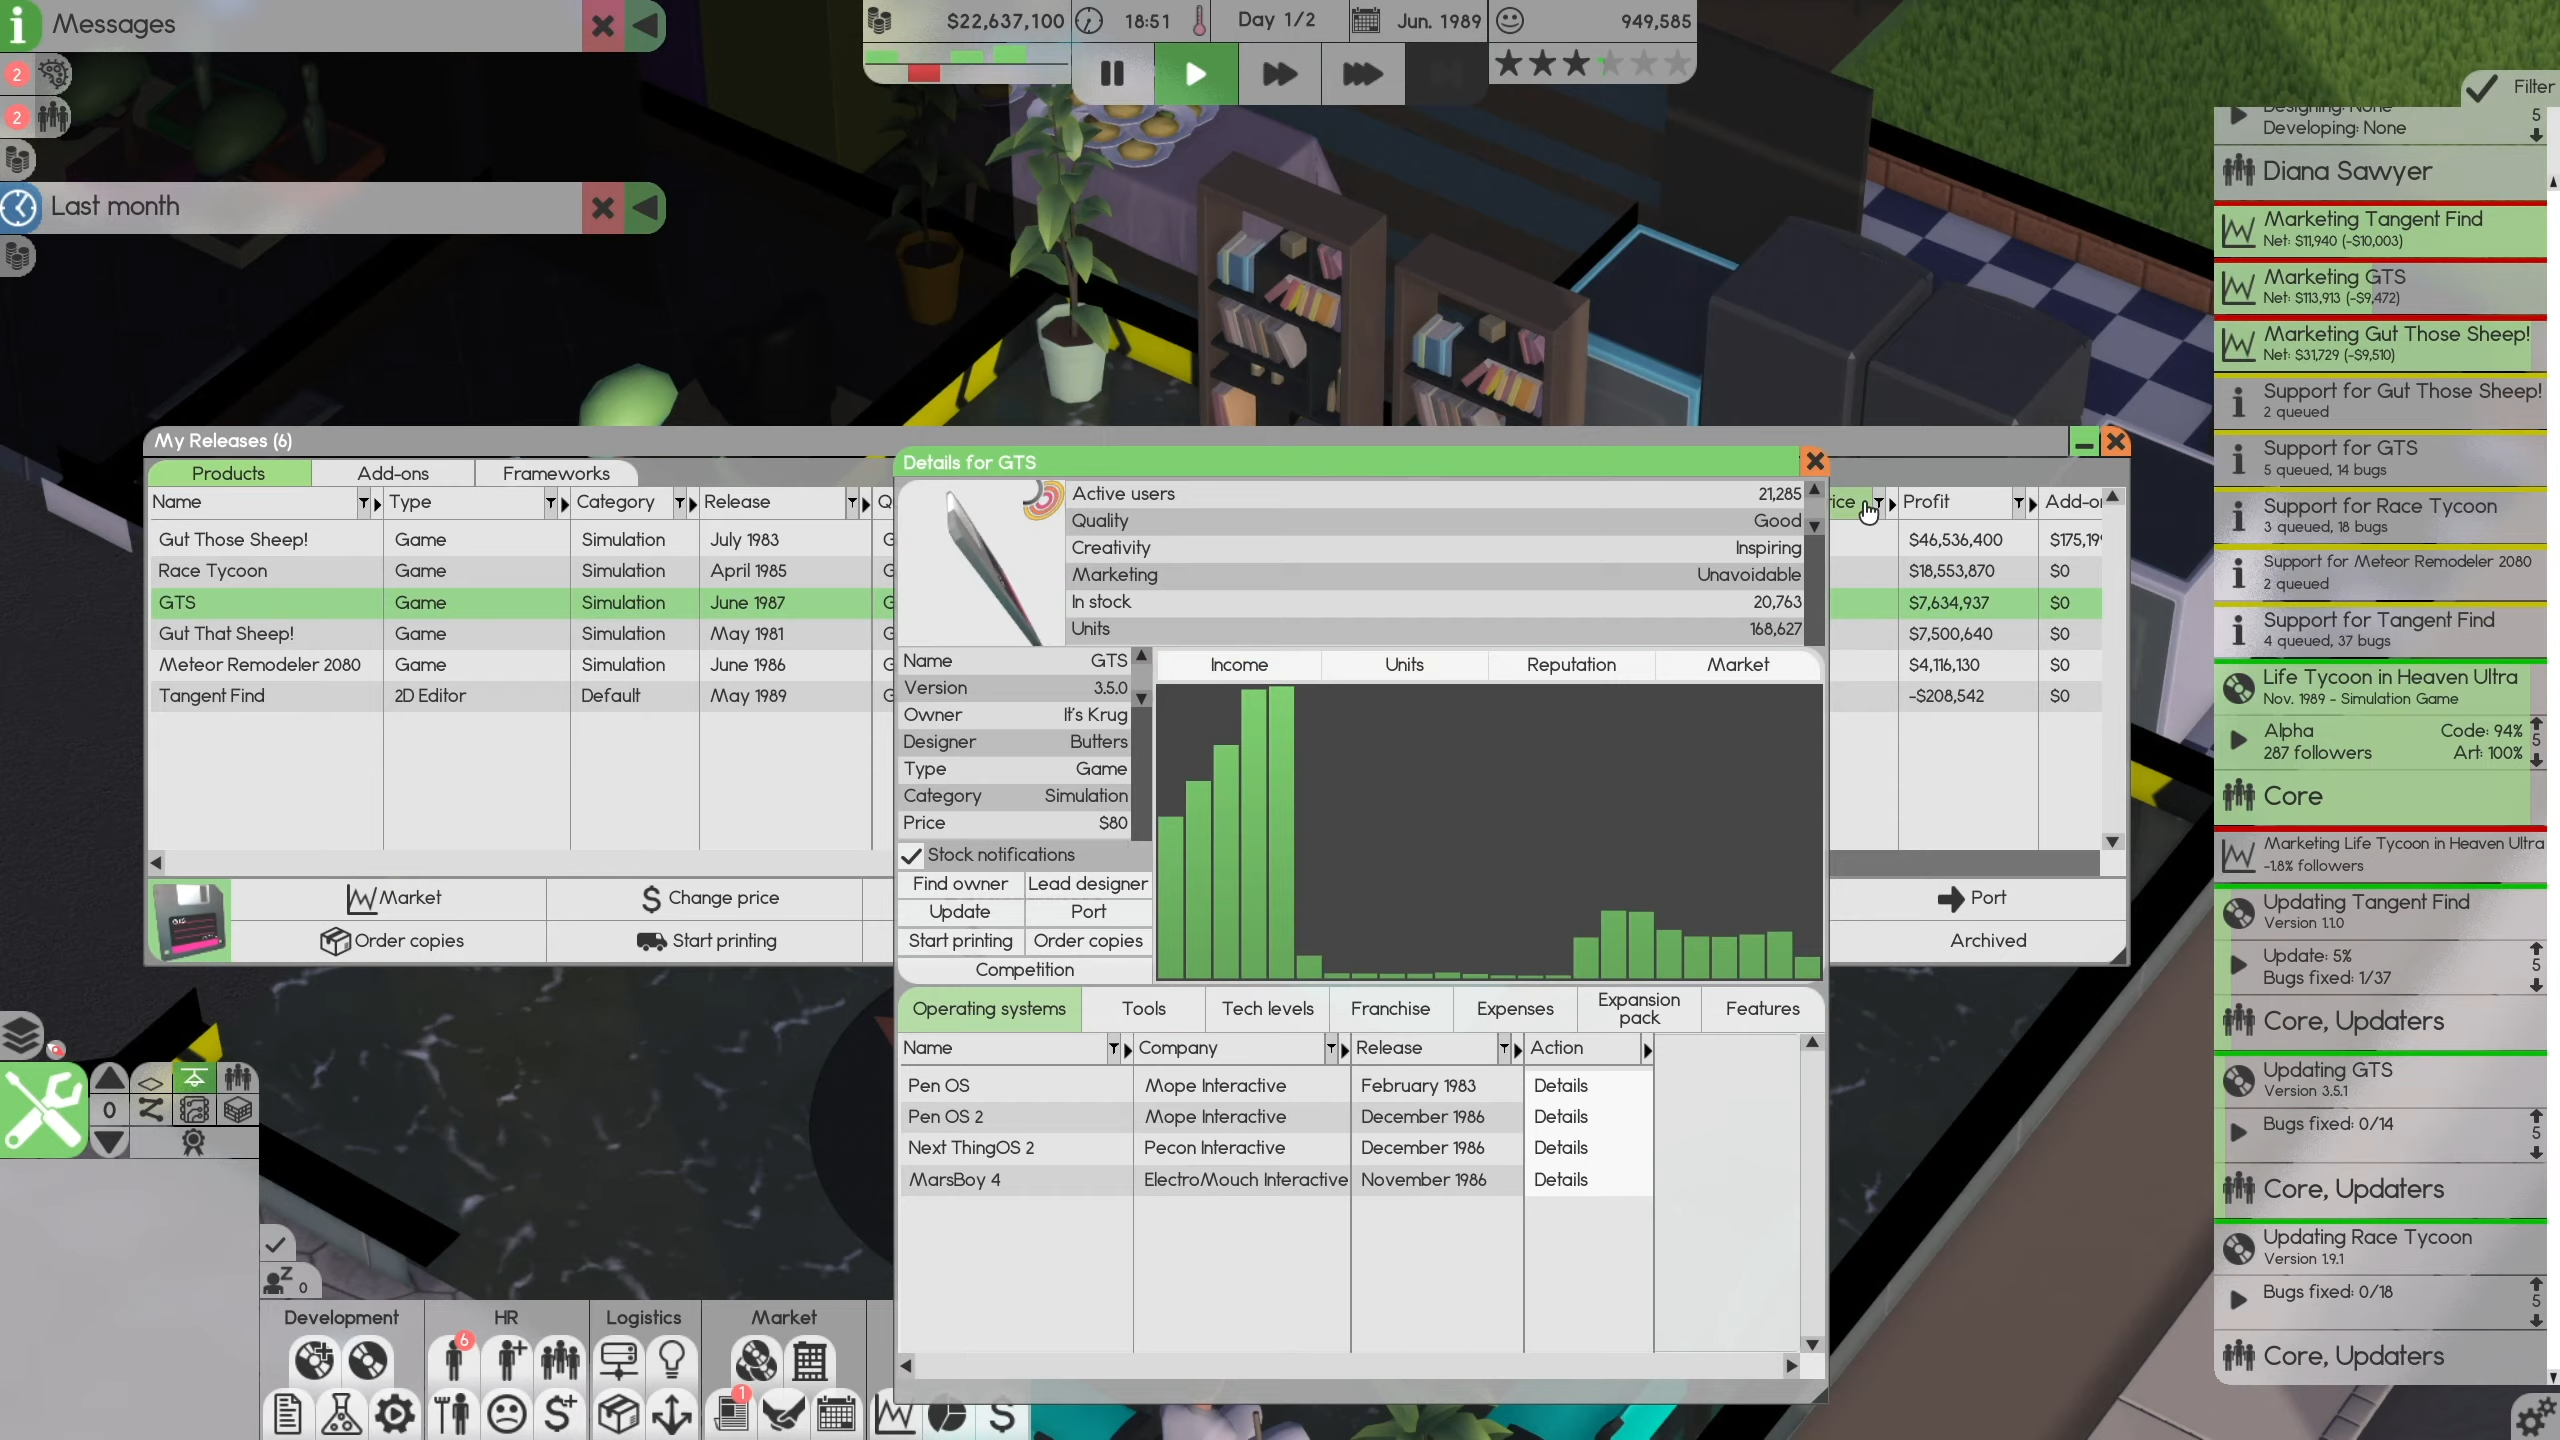 Messages
2
2
Last month
$22,637,100
18:51
Day 1/2
Jun. 1989
949,585
Filter
Developing: None
5
Diana Sawyer
Marketing Tangent Find
Net: $11,940 (-$10,003)
Marketing GTS
Net: $113,913 (-$9,472)
Marketing Gut Those Sheep!
Net: $31,729 (-$9,510)
Support for Gut Those Sheep!
2 queued
Support for GTS
5 queued, 14 bugs
Support for Race Tycoon
3 queued, 18 bugs
Support for Meteor Remodeler 2080
2 queued
Support for Tangent Find
4 queued, 37 bugs
Life Tycoon in Heaven Ultra
Nov. 1989 - Simulation Game
Alpha Code: 94%
287 followers Art: 100%
5
Core
Marketing Life Tycoon in Heaven Ultra
-1.8% followers
Updating Tangent Find
Version 1.1.0
Update: 5%
Bugs fixed: 1/37
5
Core, Updaters
Updating GTS
Version 3.5.1
Bugs fixed: 0/14
5
Core, Updaters
Updating Race Tycoon
Version 1.9.1
Bugs fixed: 0/18
5
Core, Updaters
My Releases (6)
Products Add-ons Frameworks
Name Type Category Release Q rice Profit Add-o
Gut Those Sheep! Game Simulation July 1983 G $46,536,400 $175,19
Race Tycoon Game Simulation April 1985 G $18,553,870 $0
GTS Game Simulation June 1987 G $7,634,937 $0
Gut That Sheep! Game Simulation May 1981 G $7,500,640 $0
Meteor Remodeler 2080 Game Simulation June 1986 G $4,116,130 $0
Tangent Find 2D Editor Default May 1989 G -$208,542 $0
Market Change price Port
Order copies Start printing Archived
Details for GTS
Active users 21,285
Quality Good
Creativity Inspiring
Marketing Unavoidable
In stock 20,763
Units 168,627
Name GTS
Version 3.5.0
Owner It's Krug
Designer Butters
Type Game
Category Simulation
Price $80
Stock notifications
Find owner Lead designer
Update Port
Start printing Order copies
Competition
Income Units Reputation Market
Operating systems Tools Tech levels Franchise Expenses Expansion pack Features
Name Company Release Action
Pen OS Mope Interactive February 1983 Details
Pen OS 2 Mope Interactive December 1986 Details
Next ThingOS 2 Pecon Interactive December 1986 Details
MarsBoy 4 ElectroMouch Interactive November 1986 Details
0
Z
0
Development HR Logistics Market
6
1